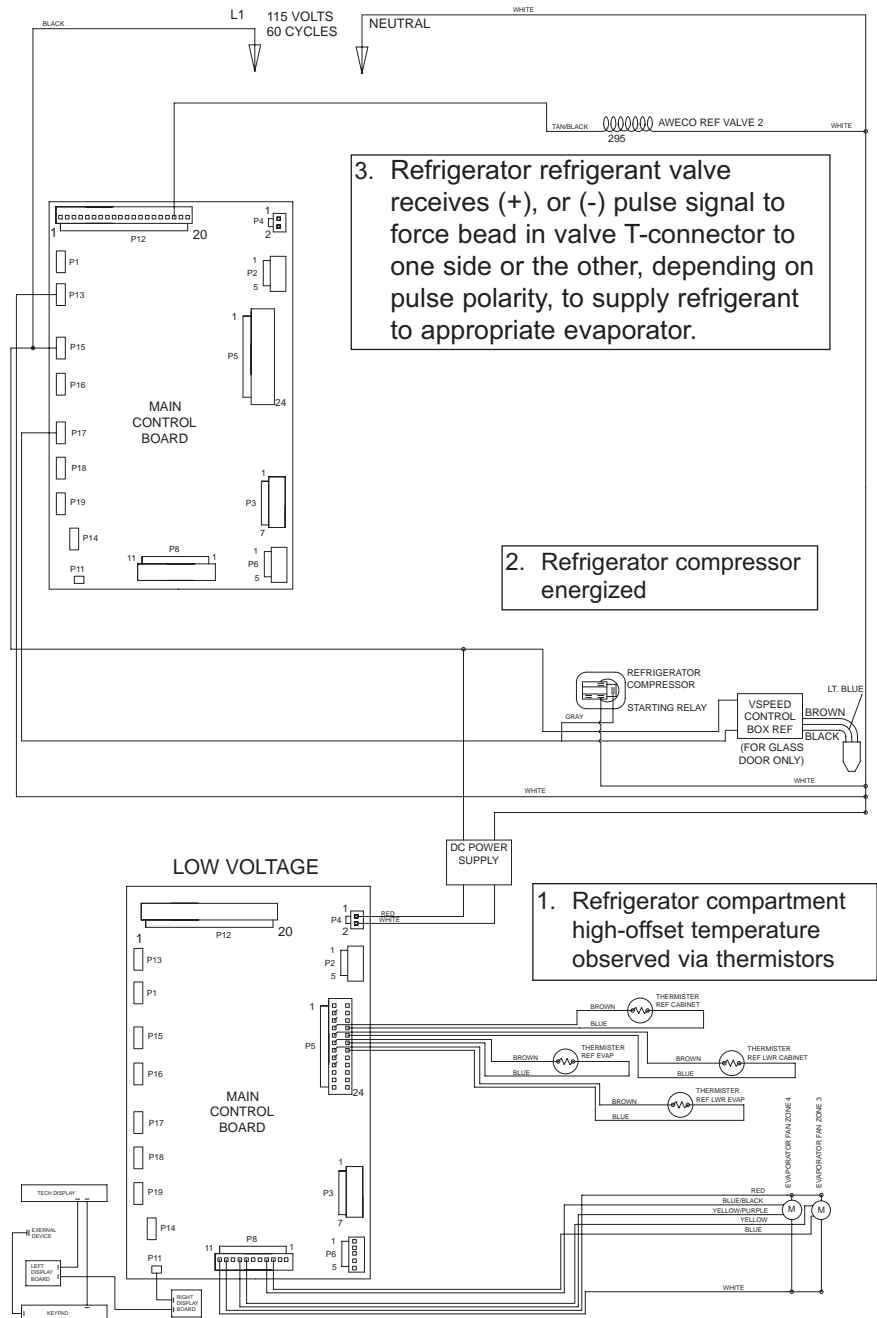 BLACK
L1
115 VOLTS
60 CYCLES
NEUTRAL
WHITE
TAN/BLACK
295
AWECO REF VALVE 2
WHITE
3. Refrigerator refrigerant valve
receives (+), or (-) pulse signal to
force bead in valve T-connector to
one side or the other, depending on
pulse polarity, to supply refrigerant
to appropriate evaporator.
1
P12
20
1
P4
2
P1
1
P2
5
P13
1
P15
P5
P16
24
MAIN
CONTROL
BOARD
P17
P18
1
P19
P3
7
P14
P8
11
1
1
P6
5
P11
2. Refrigerator compressor
energized
REFRIGERATOR
COMPRESSOR
STARTING RELAY
GRAY
VSPEED
CONTROL
BOX REF
(FOR GLASS
DOOR ONLY)
LT. BLUE
BROWN
BLACK
WHITE
WHITE
DC POWER
SUPPLY
LOW VOLTAGE
1. Refrigerator compartment
high-offset temperature
observed via thermistors
1
P12
20
1
P4
2
RED
WHITE
P13
1
P2
5
P1
1
P15
P5
P16
24
BROWN
THERMISTER
REF CABINET
BLUE
BROWN
THERMISTER
REF EVAP
BLUE
BROWN
THERMISTER
REF LWR CABINET
BLUE
BROWN
THERMISTER
REF LWR EVAP
BLUE
MAIN
CONTROL
BOARD
P17
P18
1
P19
P3
7
P14
P8
11
1
1
P6
5
P11
EVAPORATOR FAN ZONE 4
EVAPORATOR FAN ZONE 3
RED
BLUE/BLACK
YELLOW/PURPLE
YELLOW
BLUE
M
M
WHITE
TECH DISPLAY
EXERNAL
DEVICE
LEFT
DISPLAY
BOARD
RIGHT
DISPLAY
BOARD
KEYPAD